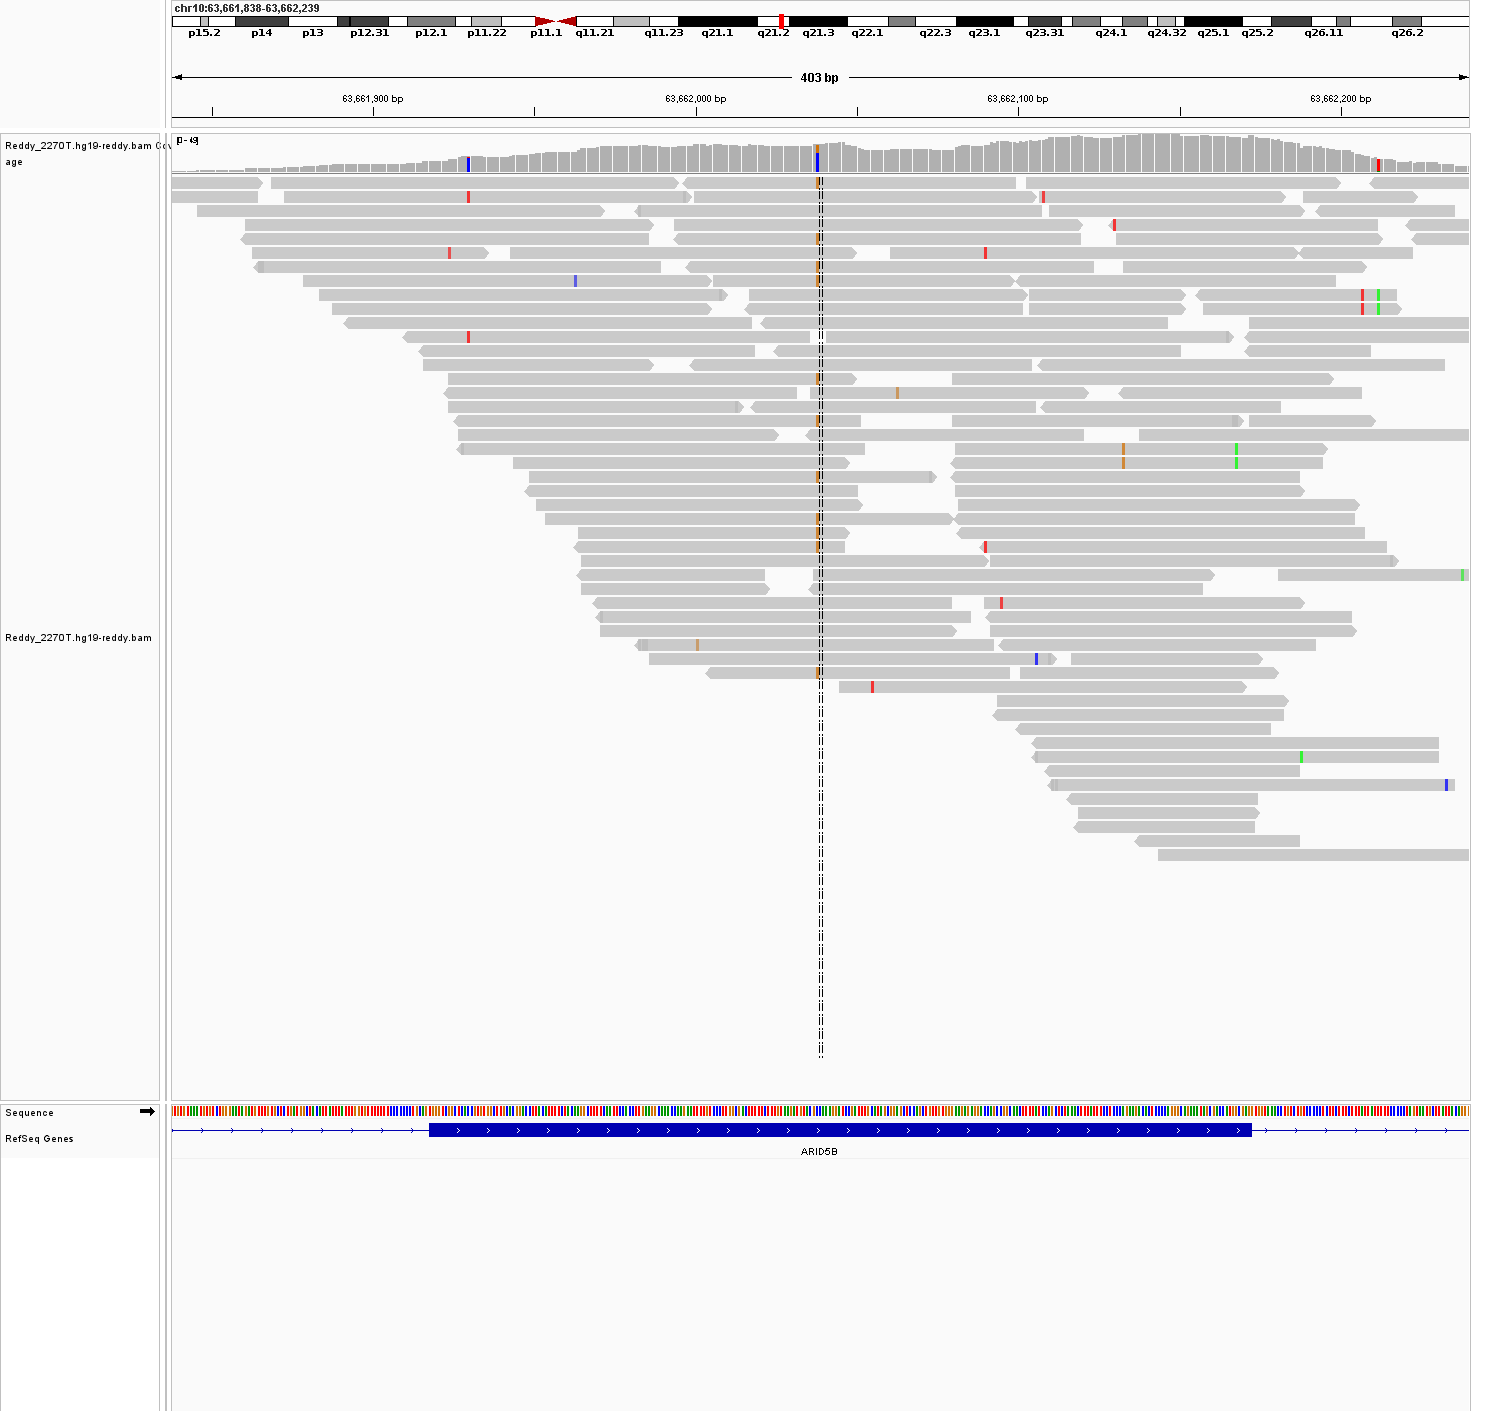 chr10:63,661,838-63,662,239
p15.2 p14 p13 p12.31 p12.1 p11.22 p11.1 q11.21 q11.23 q21.1 q21.2 q21.3 q22.1 q22.3 q23.1 q23.31 q24.1 q24.32 q25.1 q25.2 q26.11 q26.2
403 bp
63,661,900 bp 63,662,000 bp 63,662,100 bp 63,662,200 bp
Reddy_2270T.hg19-reddy.bam Cov
age
Reddy_2270T.hg19-reddy.bam
Sequence
RefSeq Genes
ARID5B